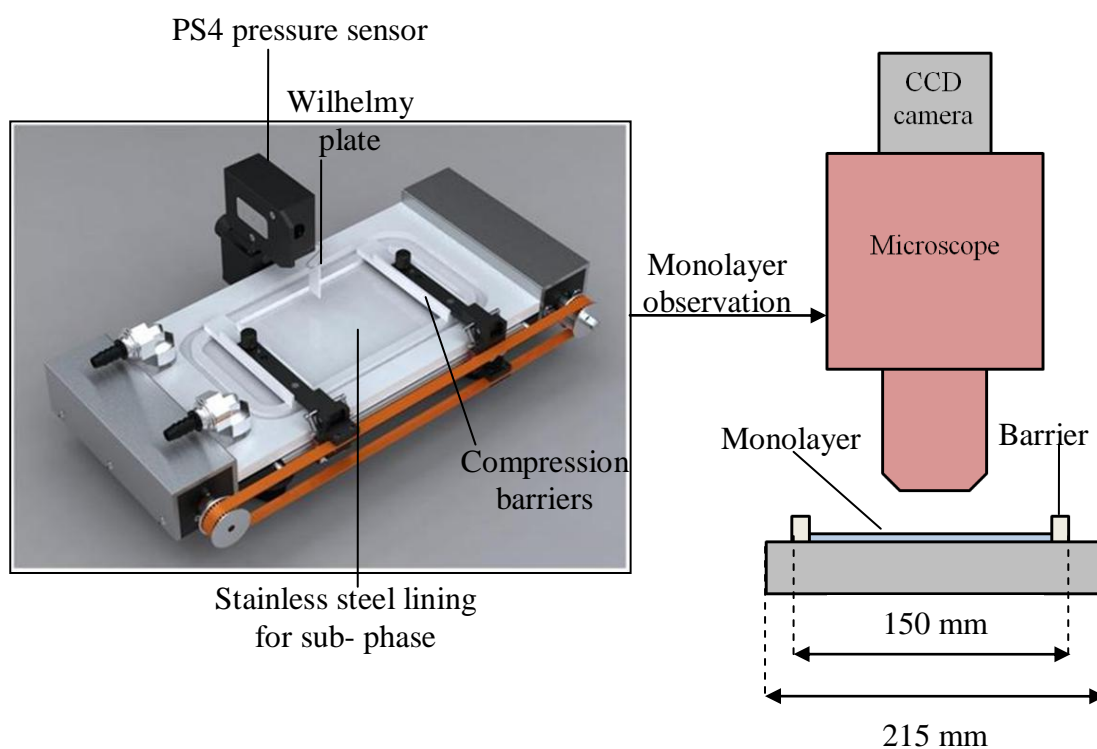 PS4 pressure sensor
Wilhelmy
plate
Compression
barriers
Stainless steel lining
for sub- phase
Monolayer
observation
CCD
camera
Microscope
Monolayer
Barrier
150 mm
215 mm